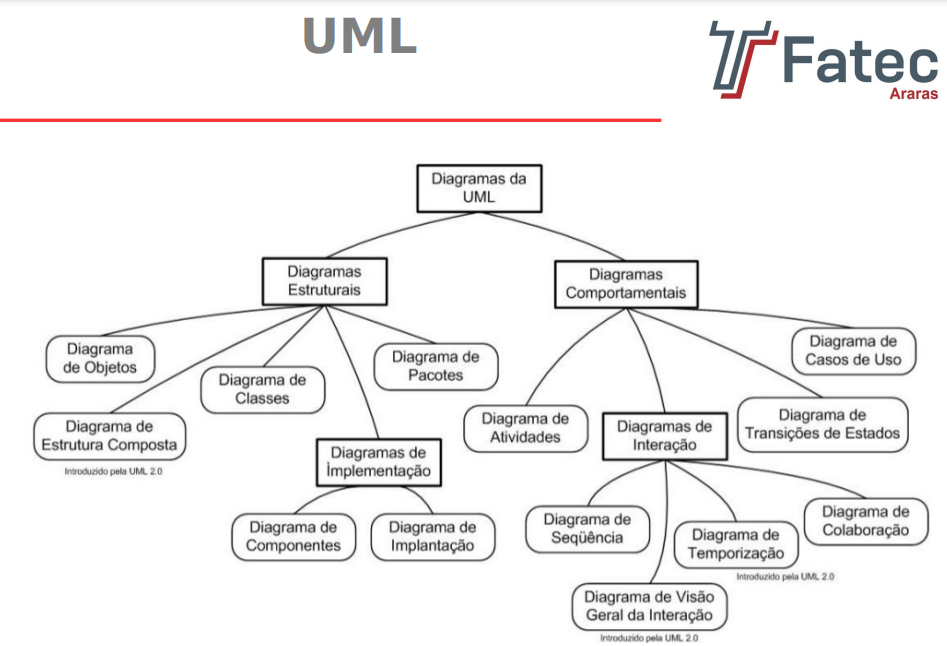 UML
Fatec
Araras
Diagramas da
UML
Diagramas
Estruturais
Diagramas
Comportamentais
Diagrama
de Objetos
Diagrama de
Classes
Diagrama de
Pacotes
Diagrama de
Casos de Uso
Diagrama de
Estrutura Composta
Introduzido pela UML 2.0
Diagramas de
Implementação
Diagrama de
Atividades
Diagramas de
Interação
Diagrama de
Transições de Estados
Diagrama de
Componentes
Diagrama de
Implantação
Diagrama de
Seqüência
Diagrama de
Temporização
Introduzido pela UML 2.0
Diagrama de
Colaboração
Diagrama de Visão
Geral da Interação
Introduzido pela UML 2.0